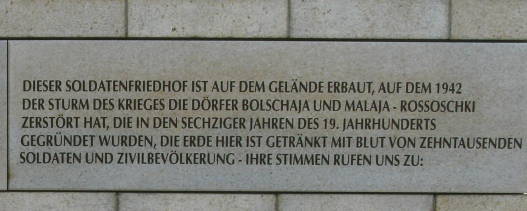 DIESER SOLDATENFRIEDHOF IST AUF DEM GELÄNDE ERBAUT, AUF DEM 1942
DER STURM DES KRIEGES DIE DÖRFER BOLSCHAJA UND MALAJA - ROSSOSCHKI
ZERSTÖRT HAT, DIE IN DEN SECHZIGER JAHREN DES 19. JAHRHUNDERTS
GEGRÜNDET WURDEN, DIE ERDE HIER IST GETRÄNKT MIT BLUT VON ZEHNTAUSENDEN
SOLDATEN UND ZIVILBEVÖLKERUNG - IHRE STIMMEN RUFEN UNS ZU: